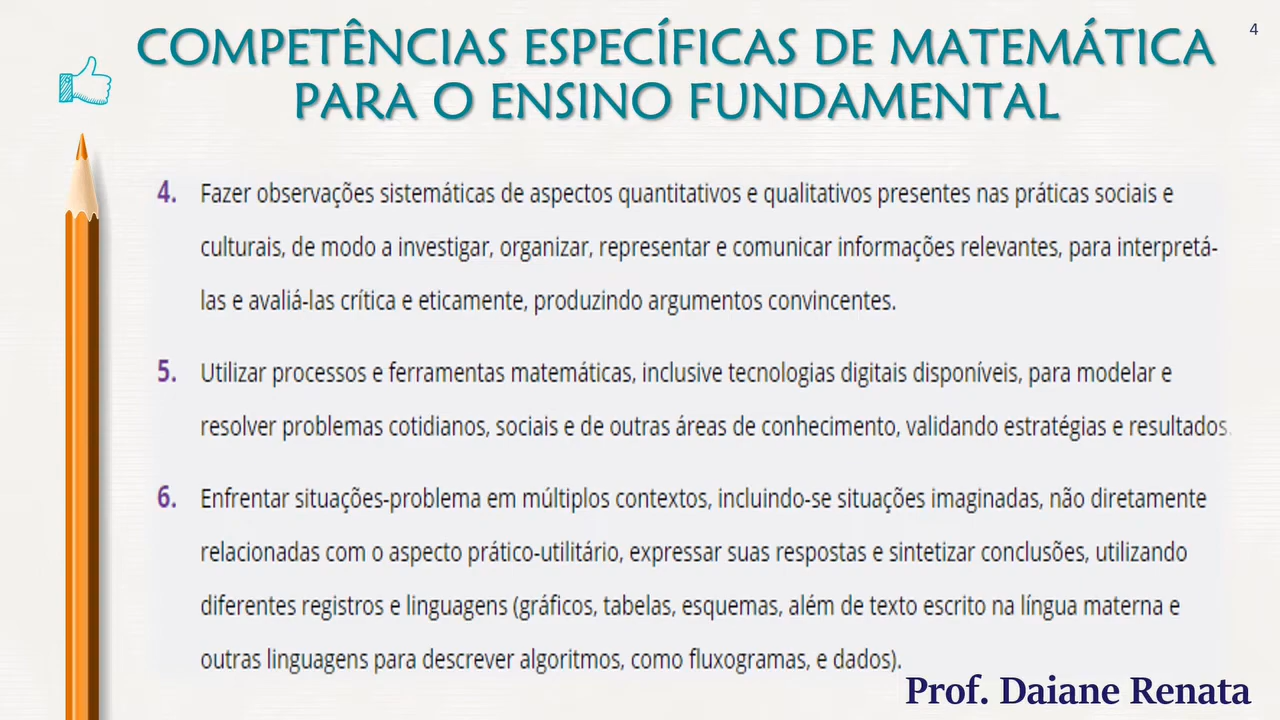 4
COMPETÊNCIAS ESPECÍFICAS DE MATEMÁTICA
PARA O ENSINO FUNDAMENTAL
4. Fazer observações sistemáticas de aspectos quantitativos e qualitativos presentes nas práticas sociais e
culturais, de modo a investigar, organizar, representar e comunicar informações relevantes, para interpretá-
las e avaliá-las crítica e eticamente, produzindo argumentos convincentes.
5. Utilizar processos e ferramentas matemáticas, inclusive tecnologias digitais disponíveis, para modelar e
resolver problemas cotidianos, sociais e de outras áreas de conhecimento, validando estratégias e resultados.
6. Enfrentar situações-problema em múltiplos contextos, incluindo-se situações imaginadas, não diretamente
relacionadas com o aspecto prático-utilitário, expressar suas respostas e sintetizar conclusões, utilizando
diferentes registros e linguagens (gráficos, tabelas, esquemas, além de texto escrito na língua materna e
outras linguagens para descrever algoritmos, como fluxogramas, e dados).
Prof. Daiane Renata